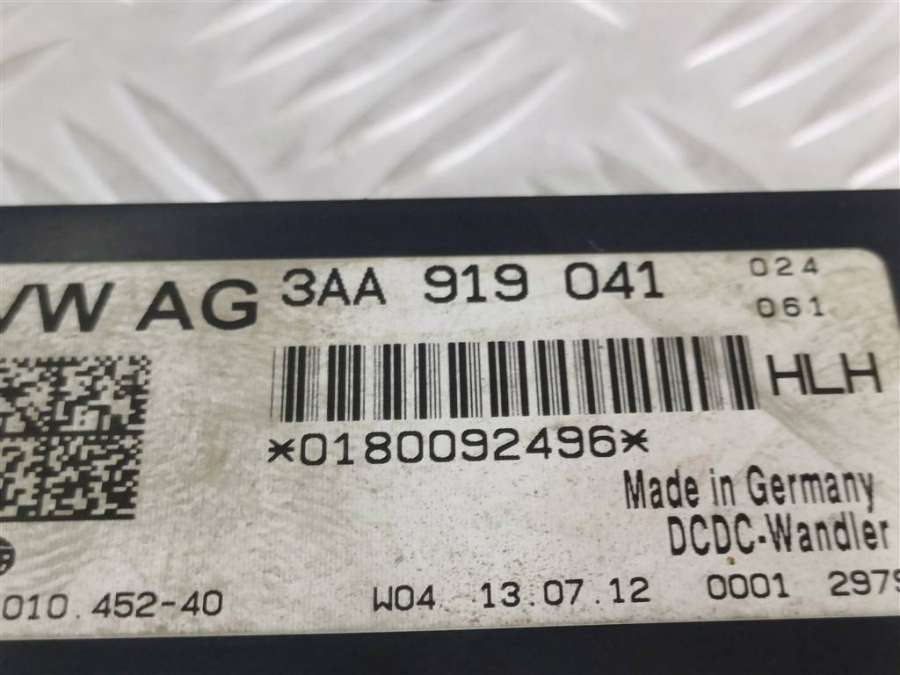 VW AG 3AA 919 041 024
061
HLH
*0180092496*
Made in Germany
DCDC-Wandler
010.452-40 W04 13.07.12 0001 2979